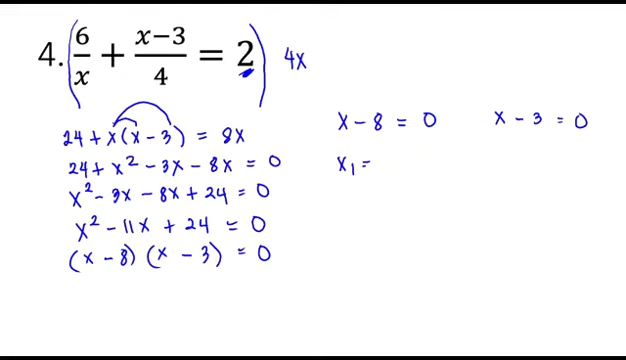 4. (6/x + x−3/4 = 2) 4x
24 + x(x - 3) = 8x
24 + x² - 3x - 8x = 0
x² - 3x - 8x + 24 = 0
x² - 11x + 24 = 0
(x - 8) (x - 3) = 0
x - 8 = 0 x - 3 = 0
x₁ =